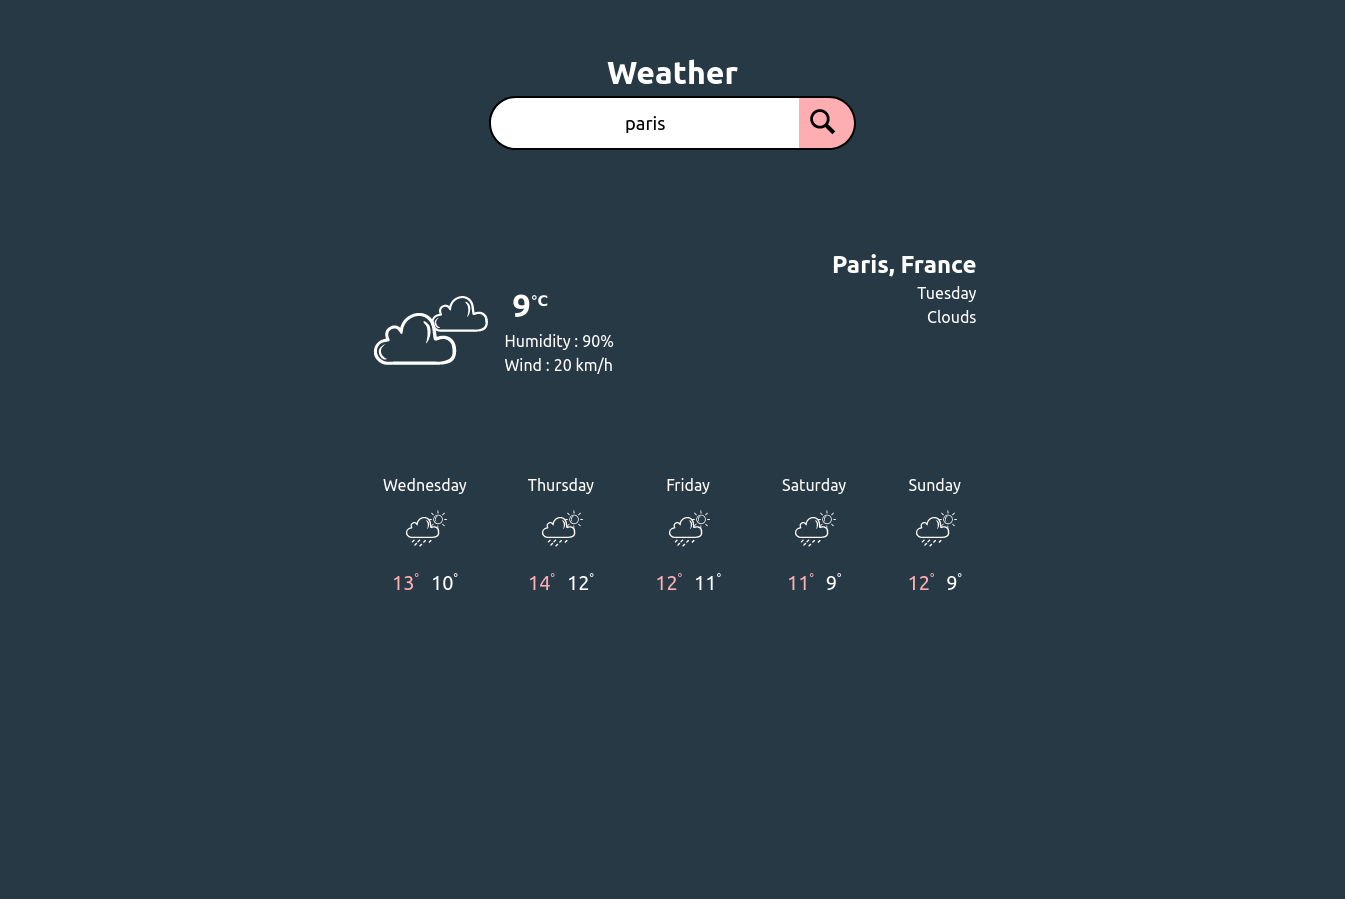 Weather
paris
Paris, France
Tuesday
Clouds
9°C
Humidity : 90%
Wind : 20 km/h
Wednesday Thursday Friday Saturday Sunday
13° 10° 14° 12° 12° 11° 11° 9° 12° 9°